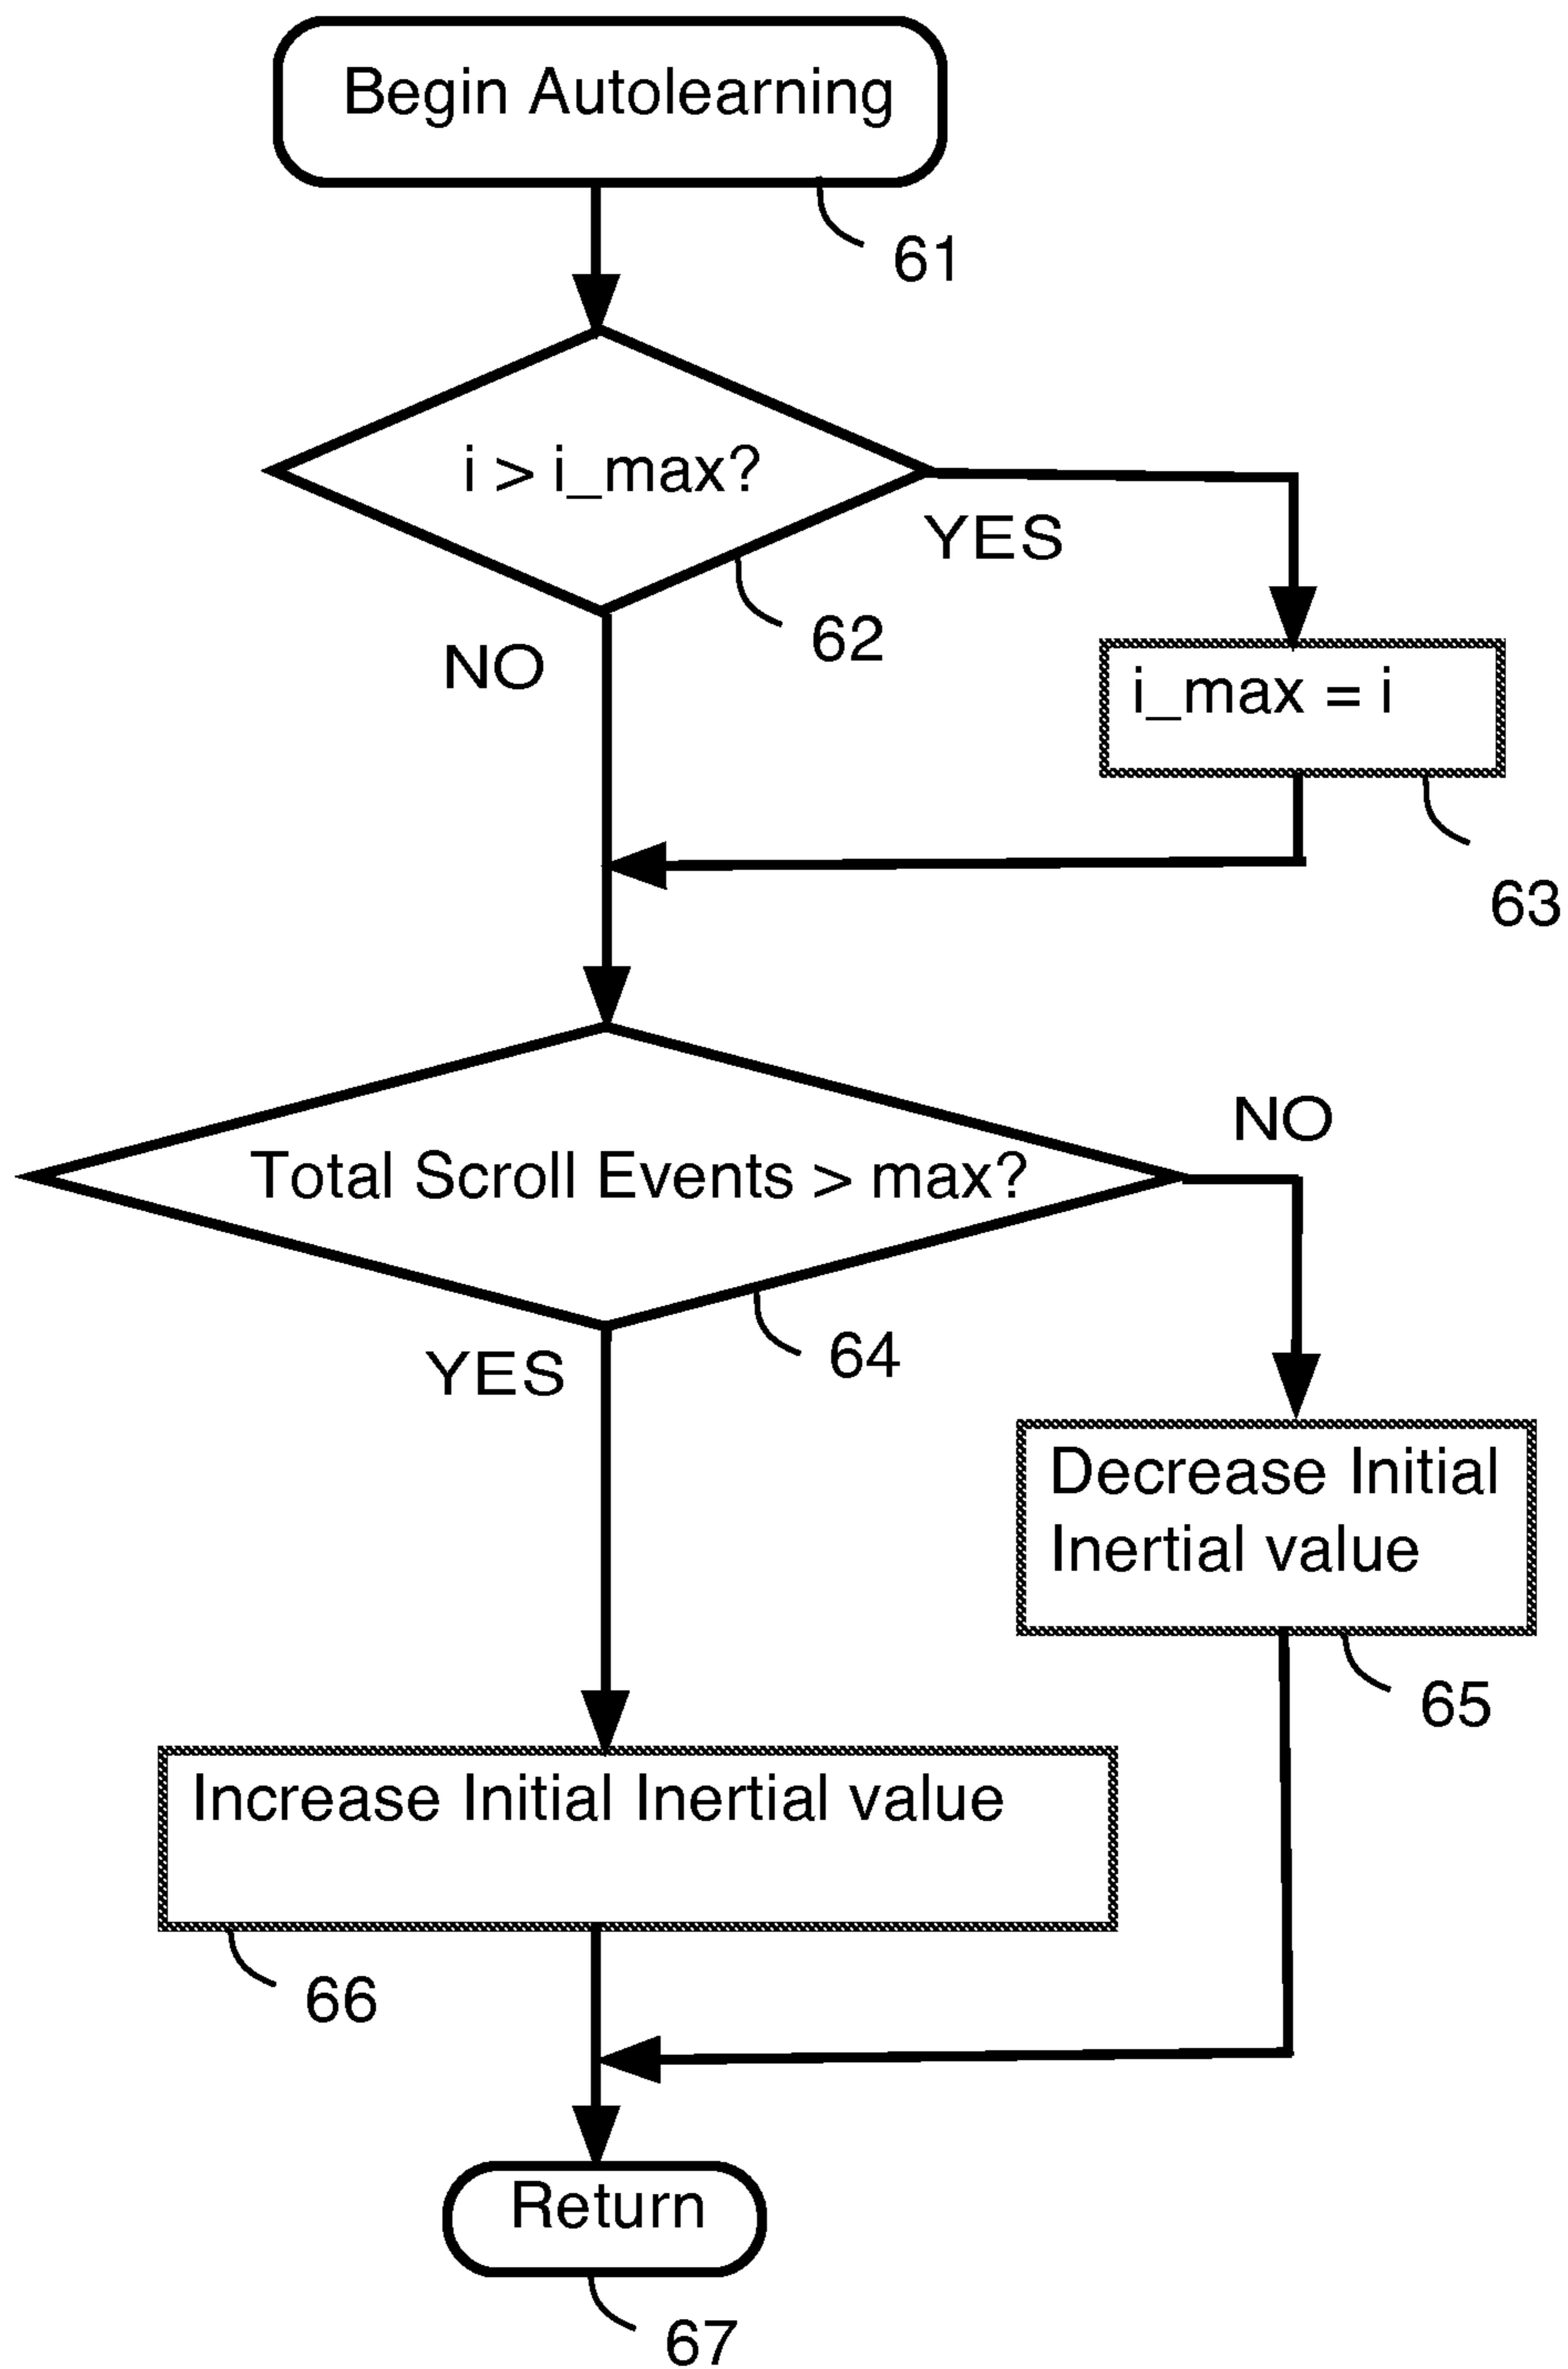 Begin Autolearning
61
i > i_max?
YES
62
NO
i_max = i
63
Total Scroll Events > max?
NO
64
YES
Decrease Initial
Inertial value
65
Increase Initial Inertial value
66
Return
67